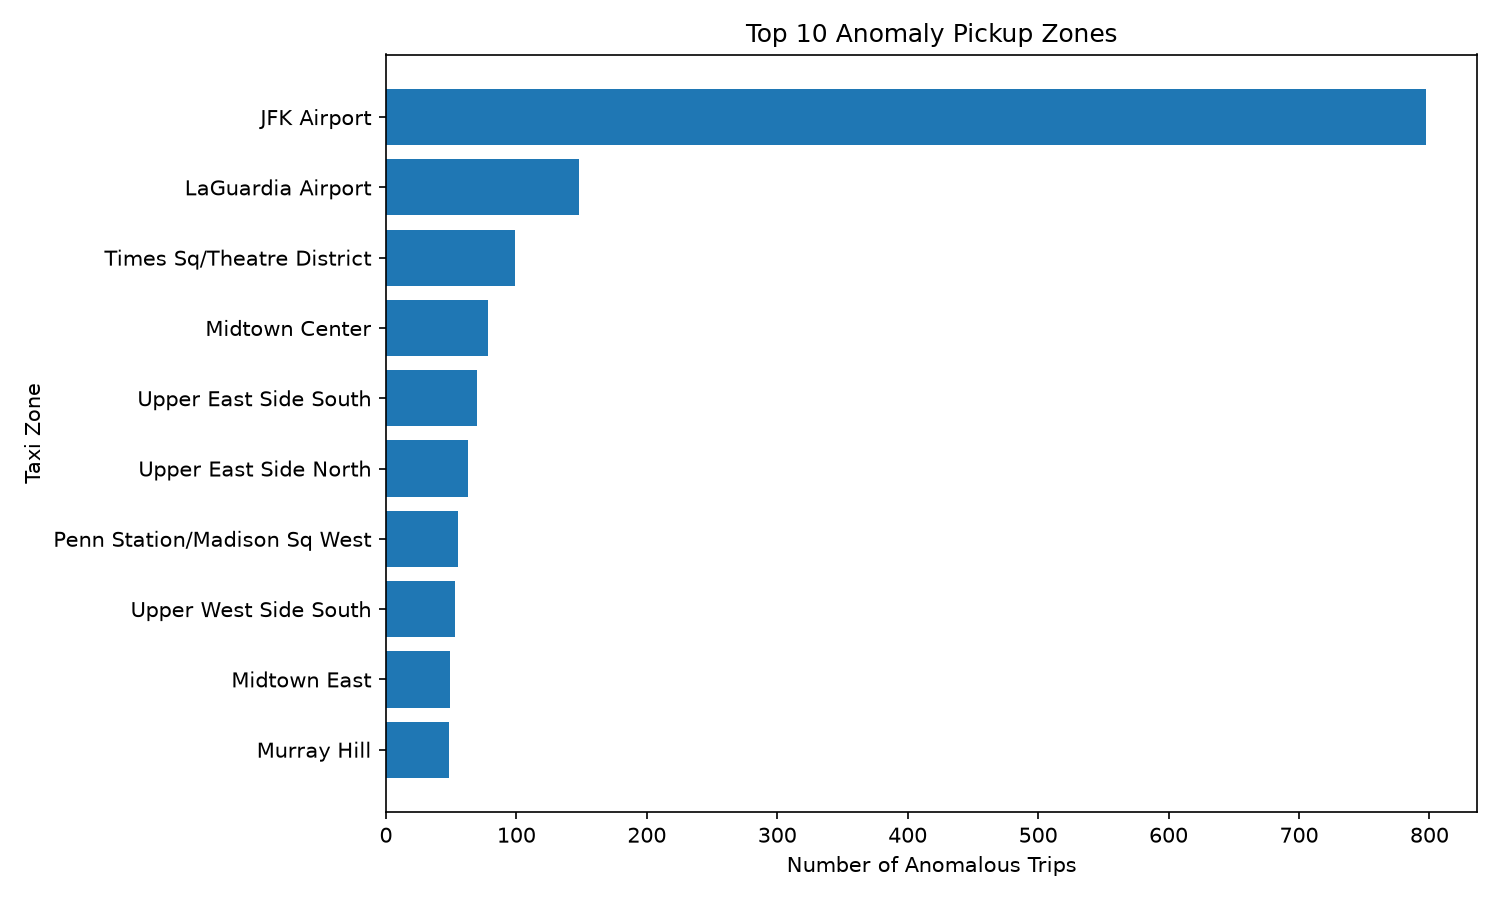 Top 10 Anomaly Pickup Zones
Taxi Zone
JFK Airport
LaGuardia Airport
Times Sq/Theatre District
Midtown Center
Upper East Side South
Upper East Side North
Penn Station/Madison Sq West
Upper West Side South
Midtown East
Murray Hill
0 100 200 300 400 500 600 700 800
Number of Anomalous Trips